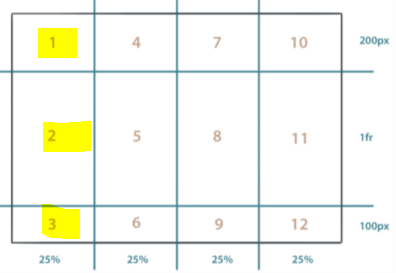 1 4 7 10 200px
2 5 8 11 1fr
3 6 9 12 100px
25% 25% 25% 25%